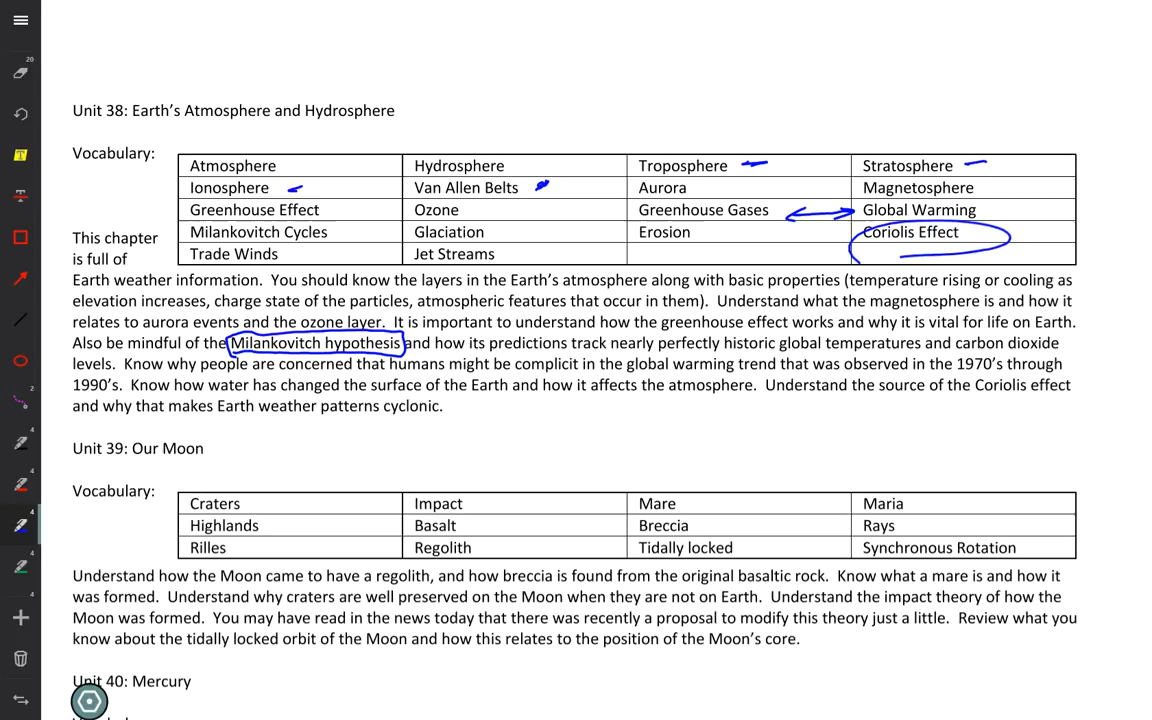 Unit 38: Earth's Atmosphere and Hydrosphere
Vocabulary:
Atmosphere Hydrosphere Troposphere Stratosphere
Ionosphere Van Allen Belts Aurora Magnetosphere
Greenhouse Effect Ozone Greenhouse Gases Global Warming
Milankovitch Cycles Glaciation Erosion Coriolis Effect
Trade Winds Jet Streams
This chapter
is full of
Earth weather information. You should know the layers in the Earth's atmosphere along with basic properties (temperature rising or cooling as
elevation increases, charge state of the particles, atmospheric features that occur in them). Understand what the magnetosphere is and how it
relates to aurora events and the ozone layer. It is important to understand how the greenhouse effect works and why it is vital for life on Earth.
Also be mindful of the Milankovitch hypothesis and how its predictions track nearly perfectly historic global temperatures and carbon dioxide
levels. Know why people are concerned that humans might be complicit in the global warming trend that was observed in the 1970's through
1990's. Know how water has changed the surface of the Earth and how it affects the atmosphere. Understand the source of the Coriolis effect
and why that makes Earth weather patterns cyclonic.
Unit 39: Our Moon
Vocabulary:
Craters Impact Mare Maria
Highlands Basalt Breccia Rays
Rilles Regolith Tidally locked Synchronous Rotation
Understand how the Moon came to have a regolith, and how breccia is found from the original basaltic rock. Know what a mare is and how it
was formed. Understand why craters are well preserved on the Moon when they are not on Earth. Understand the impact theory of how the
Moon was formed. You may have read in the news today that there was recently a proposal to modify this theory just a little. Review what you
know about the tidally locked orbit of the Moon and how this relates to the position of the Moon's core.
Unit 40: Mercury